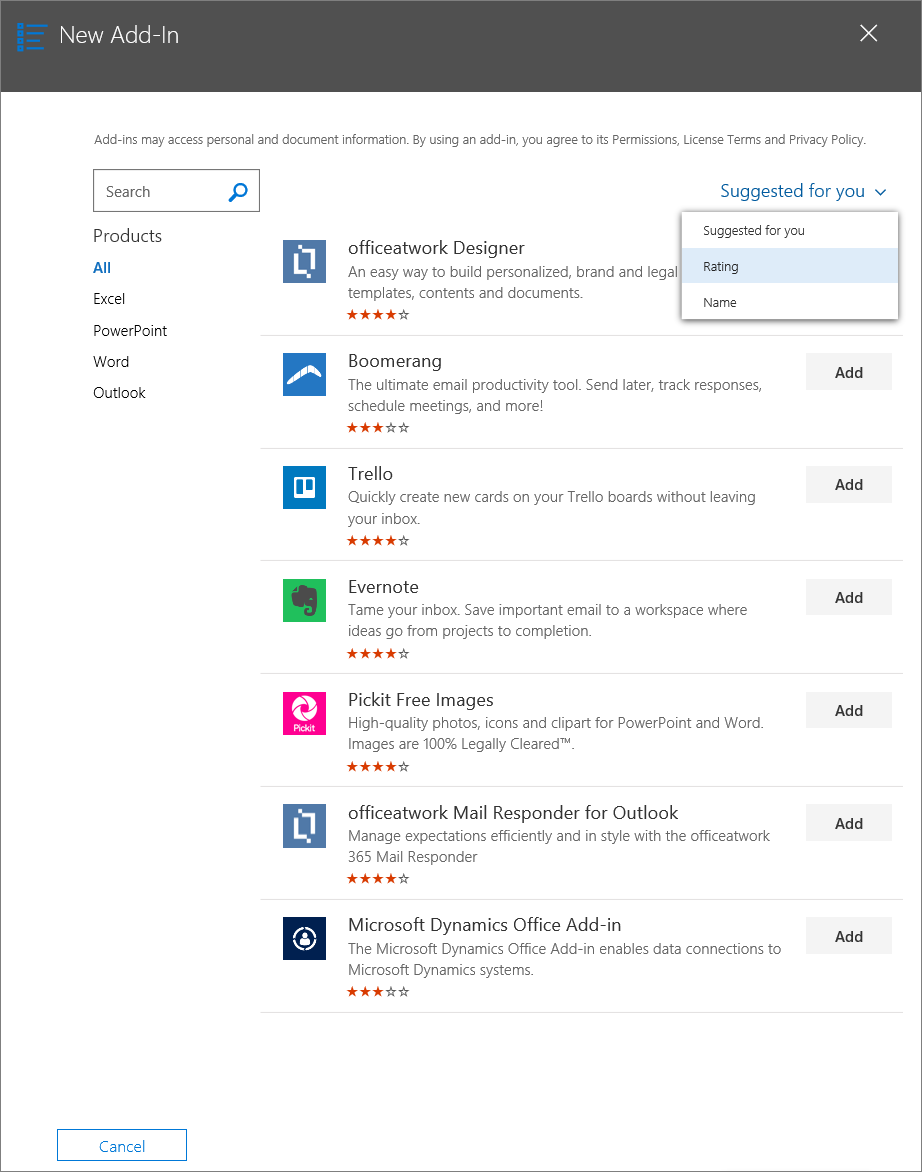 New Add-In
Add-ins may access personal and document information. By using an add-in, you agree to its Permissions, License Terms and Privacy Policy.
Search
Suggested for you
Suggested for you
Rating
Name
Products
All
Excel
PowerPoint
Word
Outlook
officeatwork Designer
An easy way to build personalized, brand and legal
templates, contents and documents.
Boomerang
The ultimate email productivity tool. Send later, track responses,
schedule meetings, and more!
Add
Trello
Quickly create new cards on your Trello boards without leaving
your inbox.
Add
Evernote
Tame your inbox. Save important email to a workspace where
ideas go from projects to completion.
Add
Pickit
Pickit Free Images
High-quality photos, icons and clipart for PowerPoint and Word.
Images are 100% Legally Cleared™.
Add
officeatwork Mail Responder for Outlook
Manage expectations efficiently and in style with the officeatwork
365 Mail Responder
Add
Microsoft Dynamics Office Add-in
The Microsoft Dynamics Office Add-in enables data connections to
Microsoft Dynamics systems.
Add
Cancel